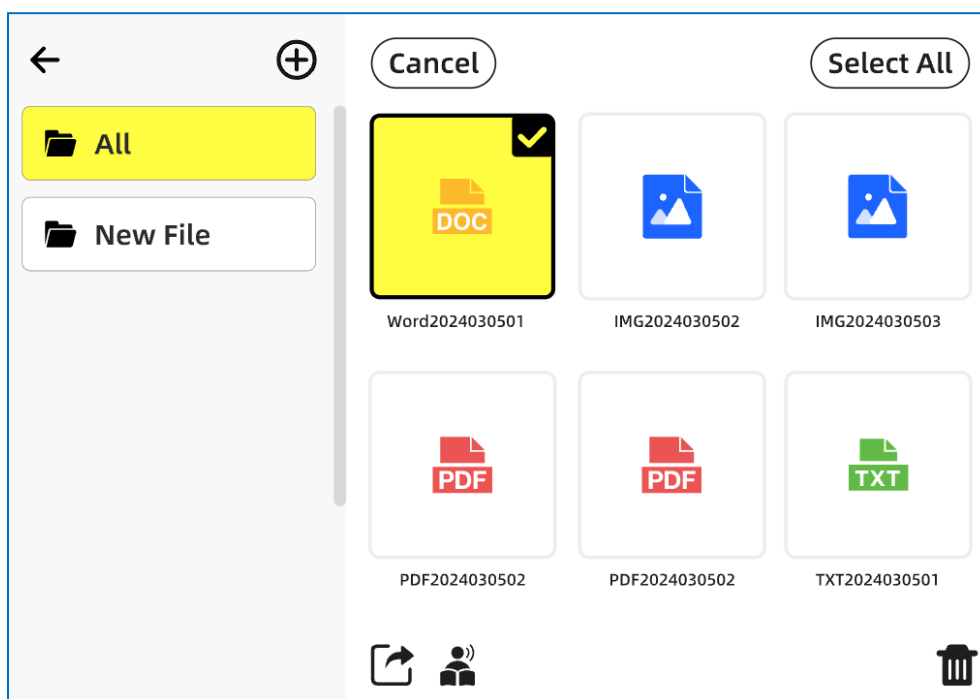 Cancel
Select All
All
New File
DOC
Word2024030501
IMG2024030502
IMG2024030503
PDF
PDF
TXT
PDF2024030502
PDF2024030502
TXT2024030501